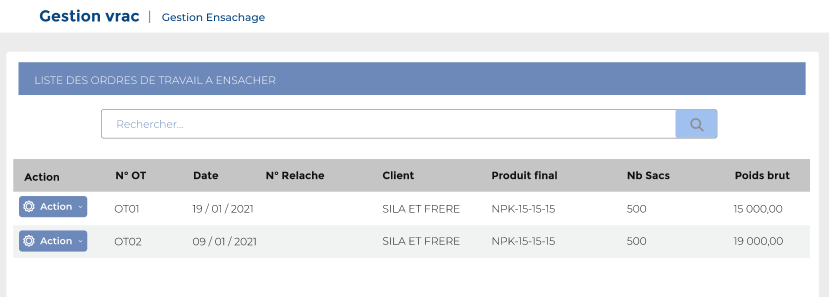 Gestion vrac | Gestion Ensachage
LISTE DES ORDRES DE TRAVAIL A ENSACHER
Rechercher...
Action N° OT Date N° Relache Client Produit final Nb Sacs Poids brut
Action OT01 19 / 01 / 2021 SILA ET FRERE NPK-15-15-15 500 15 000,00
Action OT02 09 / 01 / 2021 SILA ET FRERE NPK-15-15-15 500 19 000,00